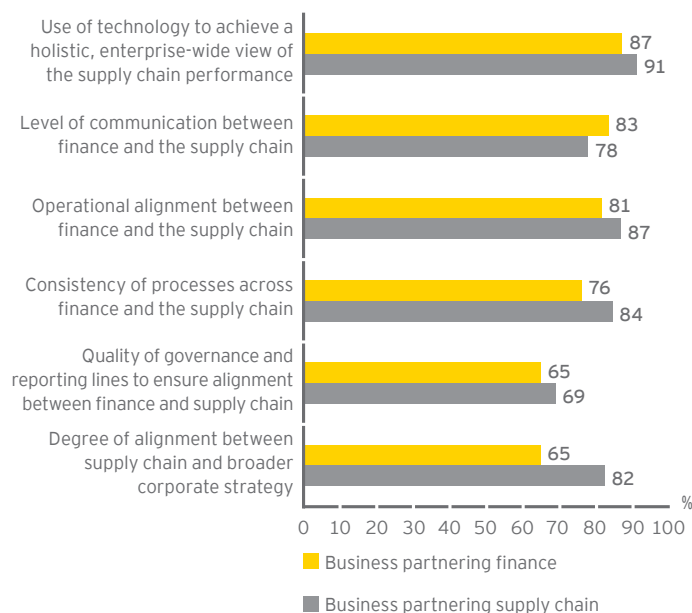 Use of technology to achieve a
holistic, enterprise-wide view of
the supply chain performance
87
91
Level of communication between
finance and the supply chain
83
78
Operational alignment between
finance and the supply chain
81
87
Consistency of processes across
finance and the supply chain
76
84
Quality of governance and
reporting lines to ensure alignment
between finance and supply chain
65
69
Degree of alignment between
supply chain and broader
corporate strategy
65
82
%
0 10 20 30 40 50 60 70 80 90 100
Business partnering finance
Business partnering supply chain